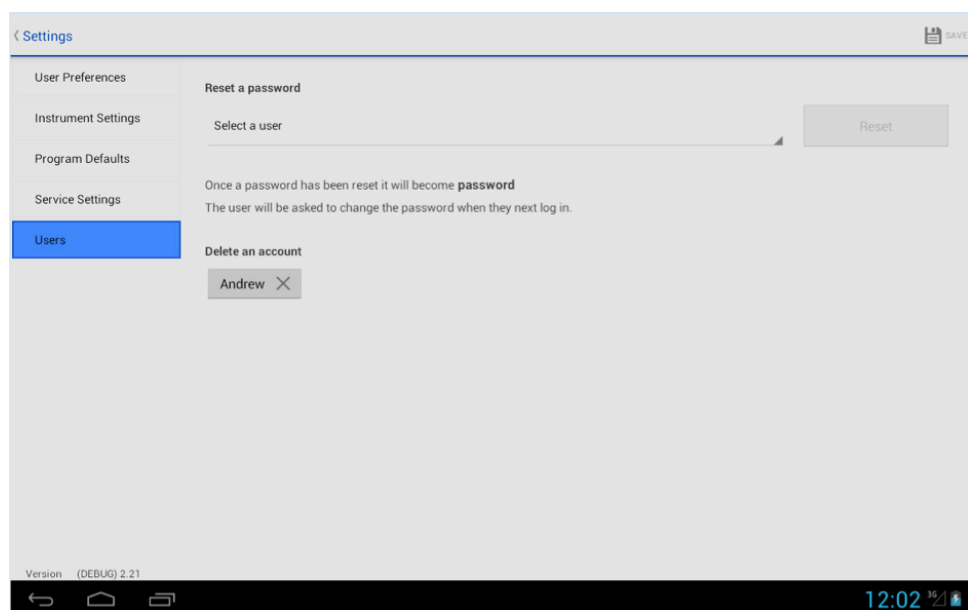 Settings
SAVE
User Preferences
Instrument Settings
Program Defaults
Service Settings
Users
Reset a password
Select a user
Reset
Once a password has been reset it will become password
The user will be asked to change the password when they next log in.
Delete an account
Andrew
Version (DEBUG) 2.21
12:02 3G